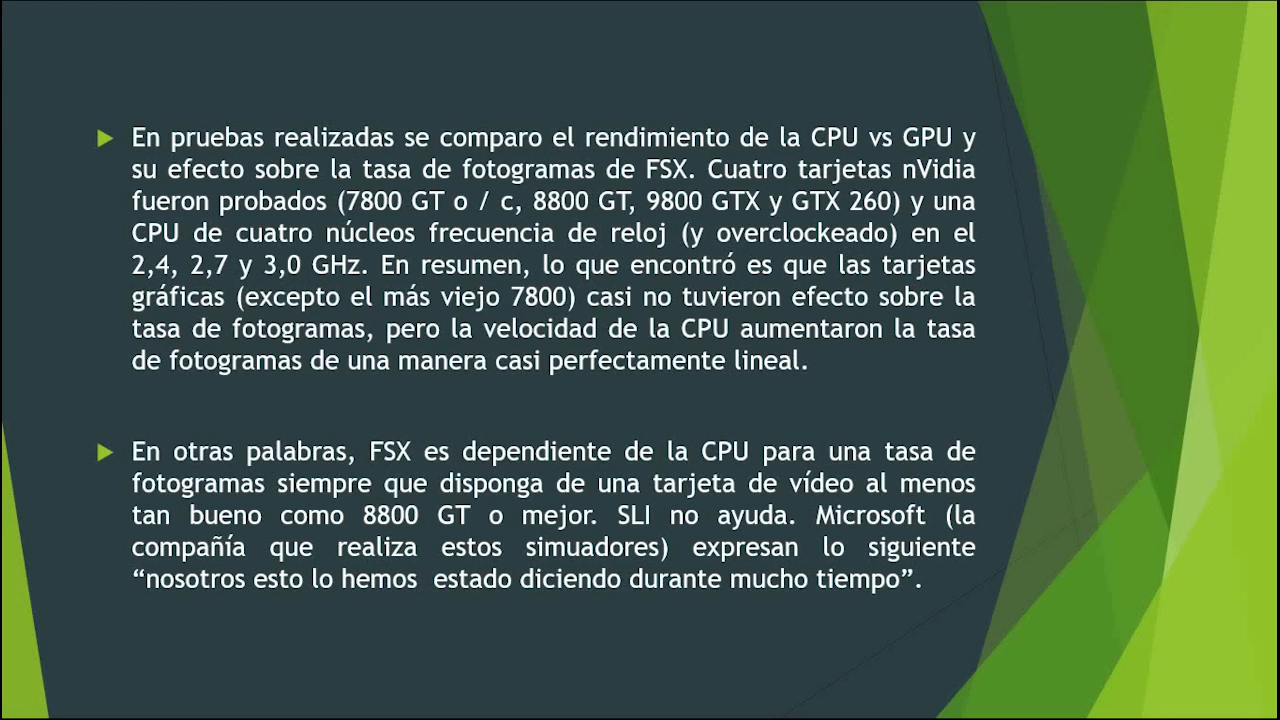 En pruebas realizadas se comparo el rendimiento de la CPU vs GPU y
su efecto sobre la tasa de fotogramas de FSX. Cuatro tarjetas nVidia
fueron probados (7800 GT o / c, 8800 GT, 9800 GTX y GTX 260) y una
CPU de cuatro núcleos frecuencia de reloj (y overclockeado) en el
2,4, 2,7 y 3,0 GHz. En resumen, lo que encontró es que las tarjetas
gráficas (excepto el más viejo 7800) casi no tuvieron efecto sobre la
tasa de fotogramas, pero la velocidad de la CPU aumentaron la tasa
de fotogramas de una manera casi perfectamente lineal.
En otras palabras, FSX es dependiente de la CPU para una tasa de
fotogramas siempre que disponga de una tarjeta de vídeo al menos
tan bueno como 8800 GT o mejor. SLI no ayuda. Microsoft (la
compañía que realiza estos simuadores) expresan lo siguiente
“nosotros esto lo hemos  estado diciendo durante mucho tiempo”.